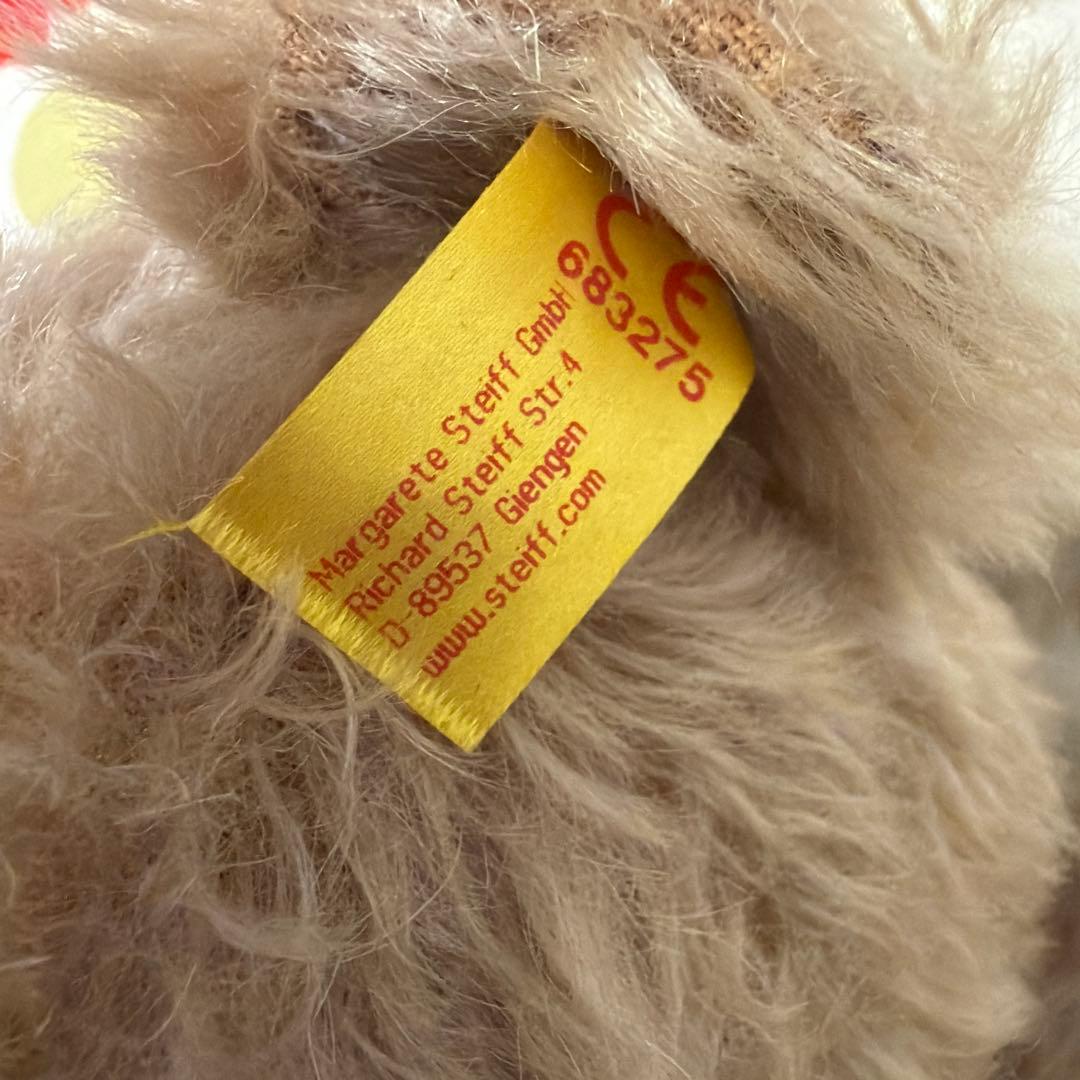 CE
683275
Margarete Steiff GmbH
Richard Steiff Str.4
D-89537 Giengen
www.steiff.com